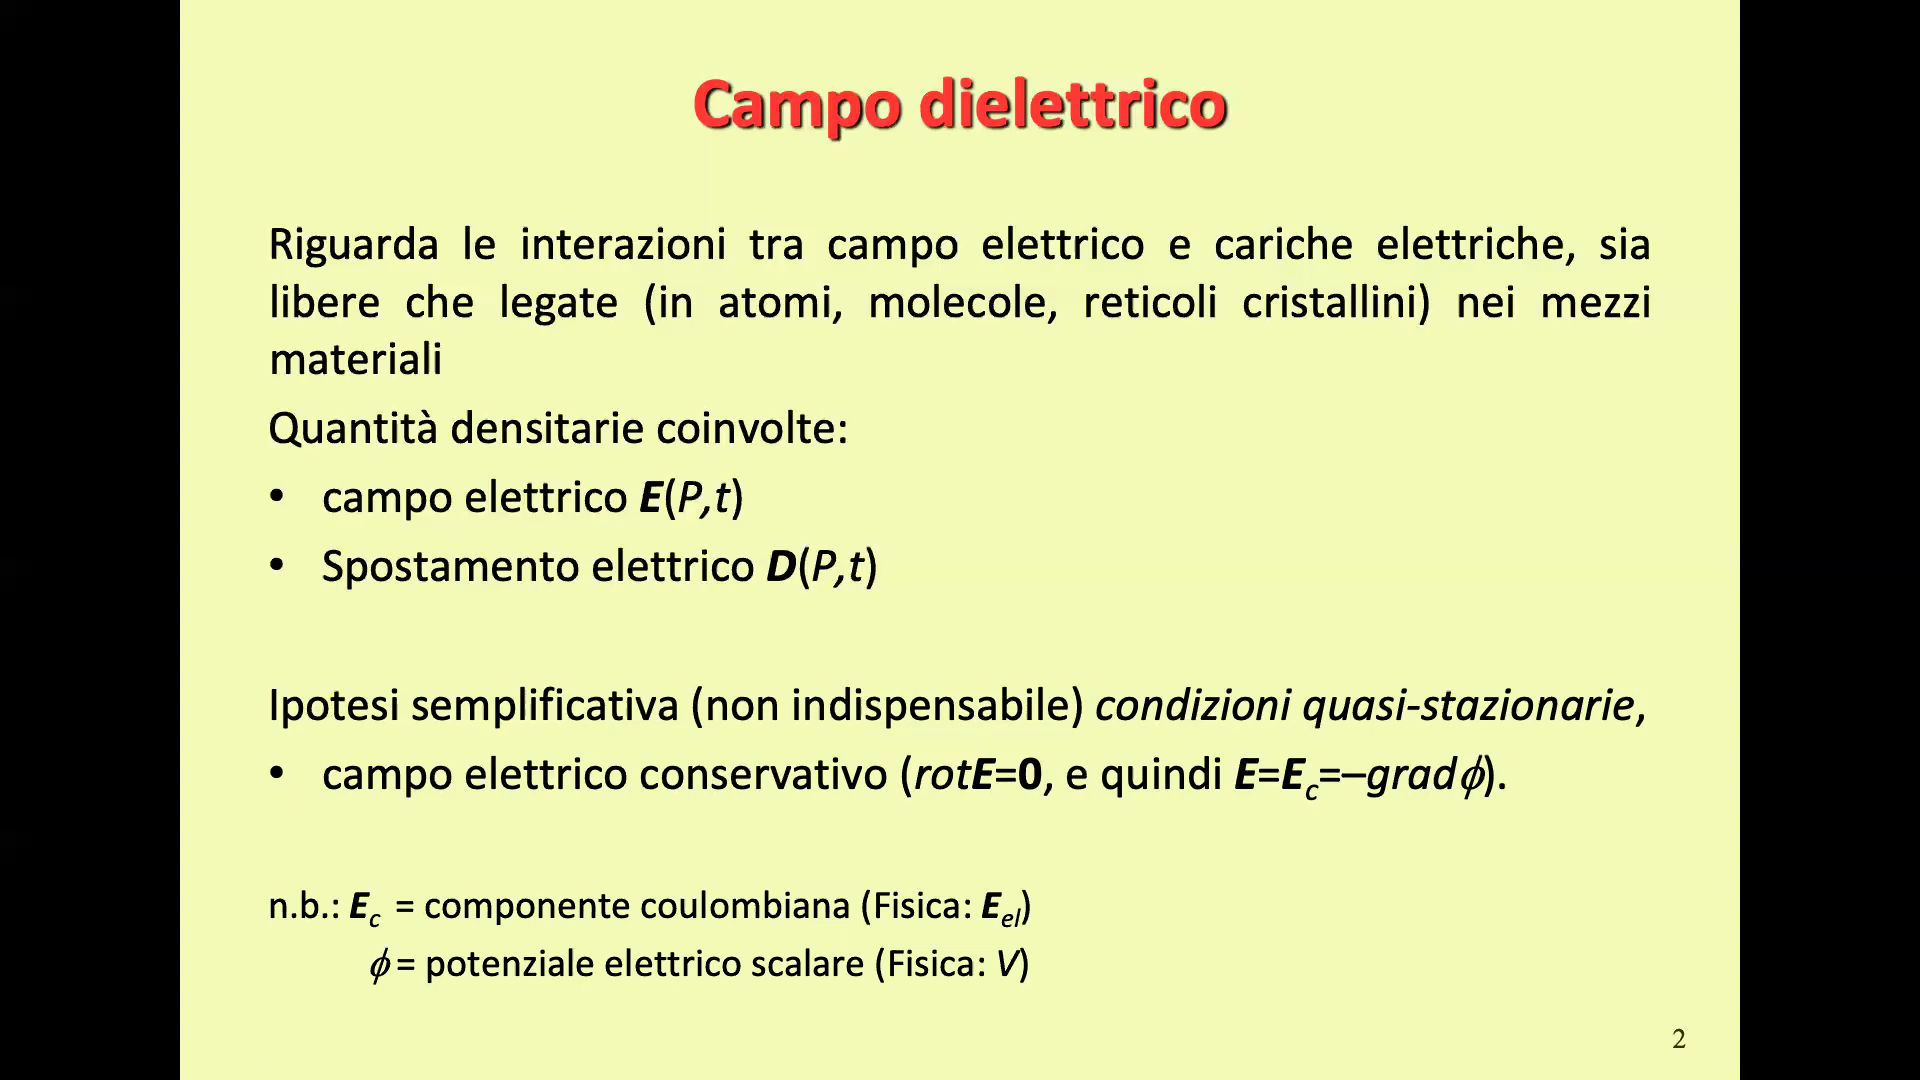 Campo dielettrico
Riguarda le interazioni tra campo elettrico e cariche elettriche, sia
libere che legate (in atomi, molecole, reticoli cristallini) nei mezzi
materiali
Quantità densitarie coinvolte:
• campo elettrico E(P,t)
• Spostamento elettrico D(P,t)
Ipotesi semplificativa (non indispensabile) condizioni quasi-stazionarie,
• campo elettrico conservativo (rotE=0, e quindi E=Ec=–gradϕ).
n.b.: Ec = componente coulombiana (Fisica: Eel)
ϕ = potenziale elettrico scalare (Fisica: V)
2